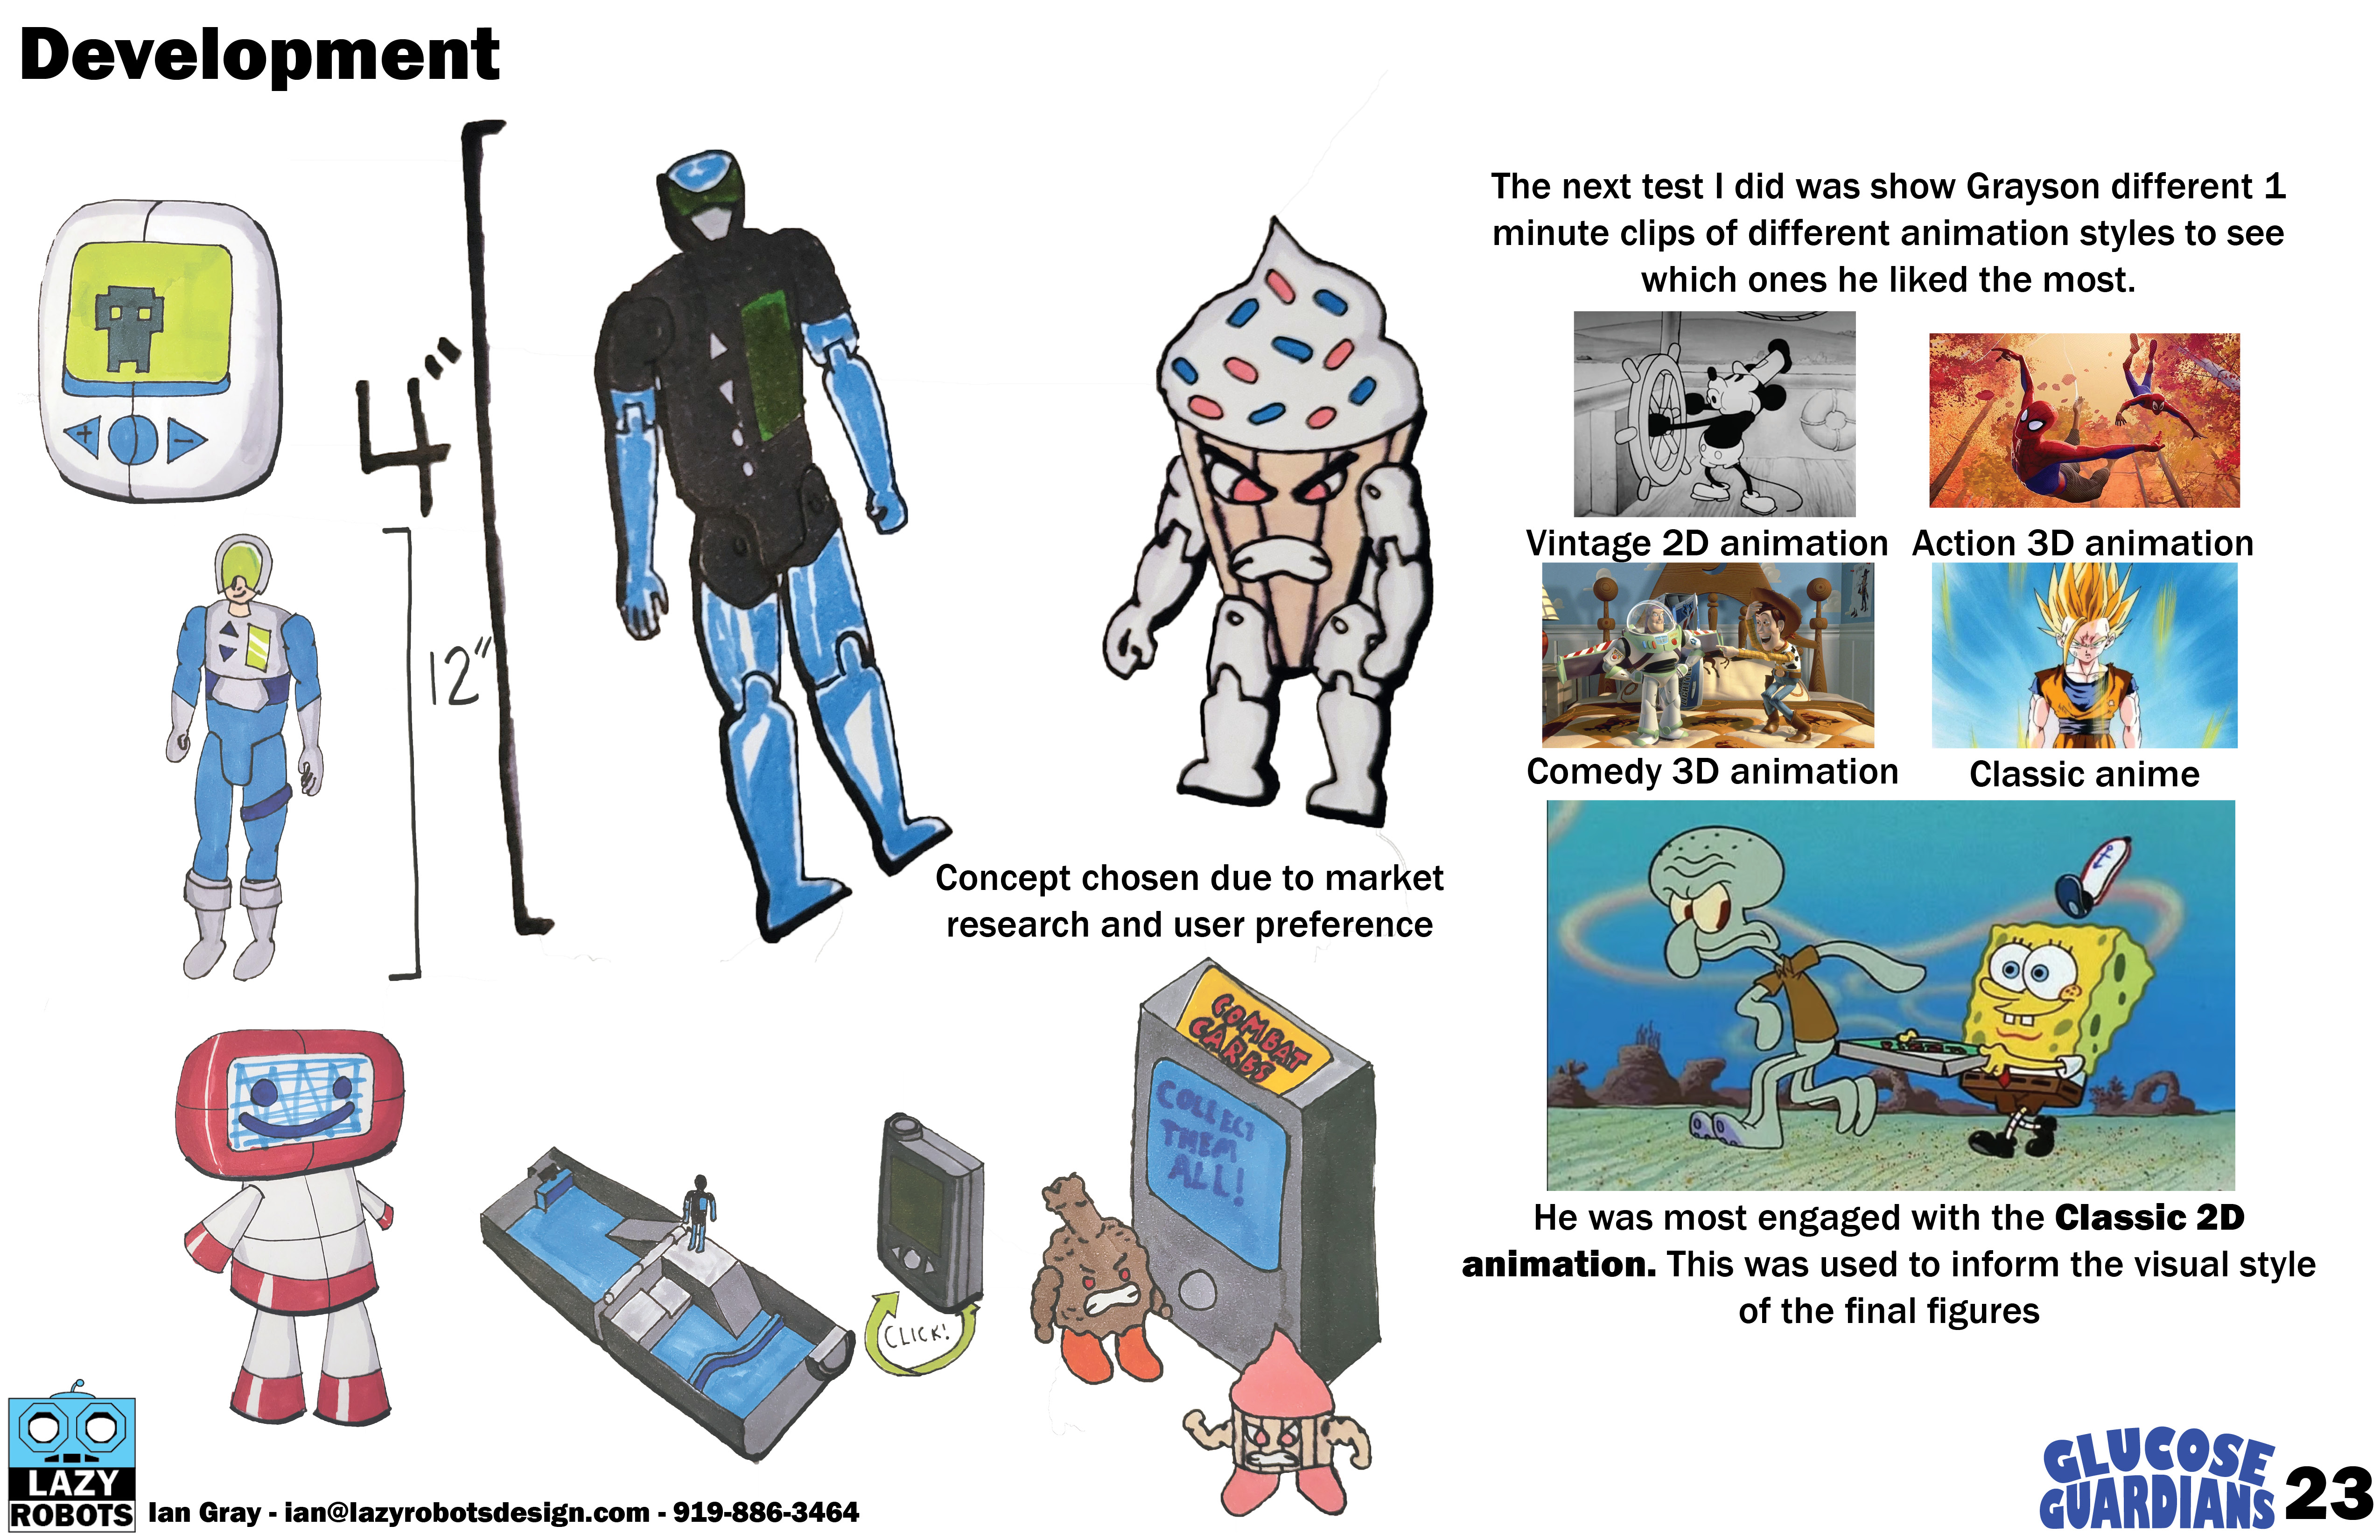 Development
4"
12"
Concept chosen due to market
research and user preference
COMBAT
CARBS
COLLECT
THEM
ALL!
CLICK!
The next test I did was show Grayson different 1
minute clips of different animation styles to see
which ones he liked the most.
Vintage 2D animation
Action 3D animation
Comedy 3D animation
Classic anime
He was most engaged with the Classic 2D
animation. This was used to inform the visual style
of the final figures
LAZY
ROBOTS
Ian Gray - ian@lazyrobotsdesign.com - 919-886-3464
GLUCOSE
GUARDIANS
23